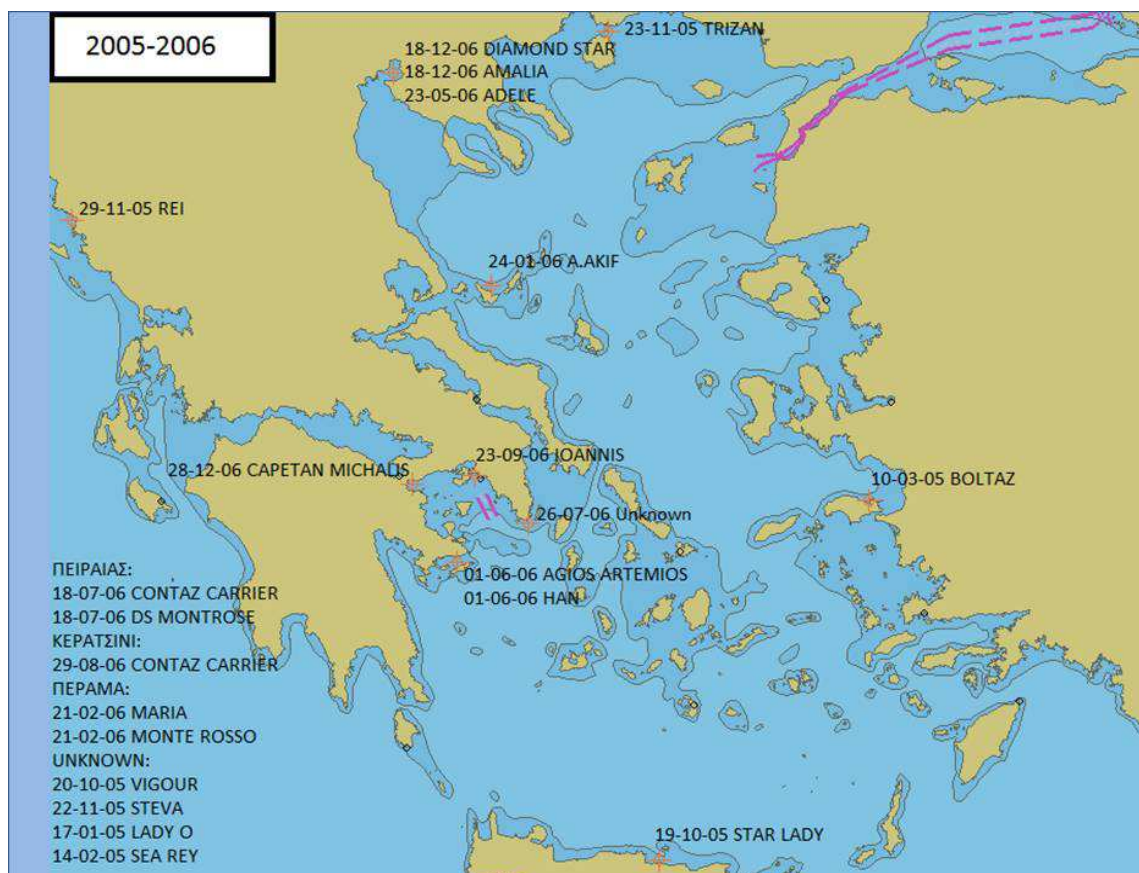 2005-2006
23-11-05 TRIZAN
18-12-06 DIAMOND STAR
18-12-06 AMALIA
23-05-06 ADELE
29-11-05 REI
24-01-06 A.AKIF
23-09-06 IOANNIS
28-12-06 CAPETAN MICHALIS
10-03-05 BOLTAZ
26-07-06 Unknown
01-06-06 AGIOS ARTEMIOS
01-06-06 HAN
ΠΕΙΡΑΙΑΣ:
18-07-06 CONTAZ CARRIER
18-07-06 DS MONTROSE
ΚΕΡΑΤΣΙΝΙ:
29-08-06 CONTAZ CARRIER
ΠΕΡΑΜΑ:
21-02-06 MARIA
21-02-06 MONTE ROSSO
UNKNOWN:
20-10-05 VIGOUR
22-11-05 STEVA
17-01-05 LADY O
14-02-05 SEA REY
19-10-05 STAR LADY